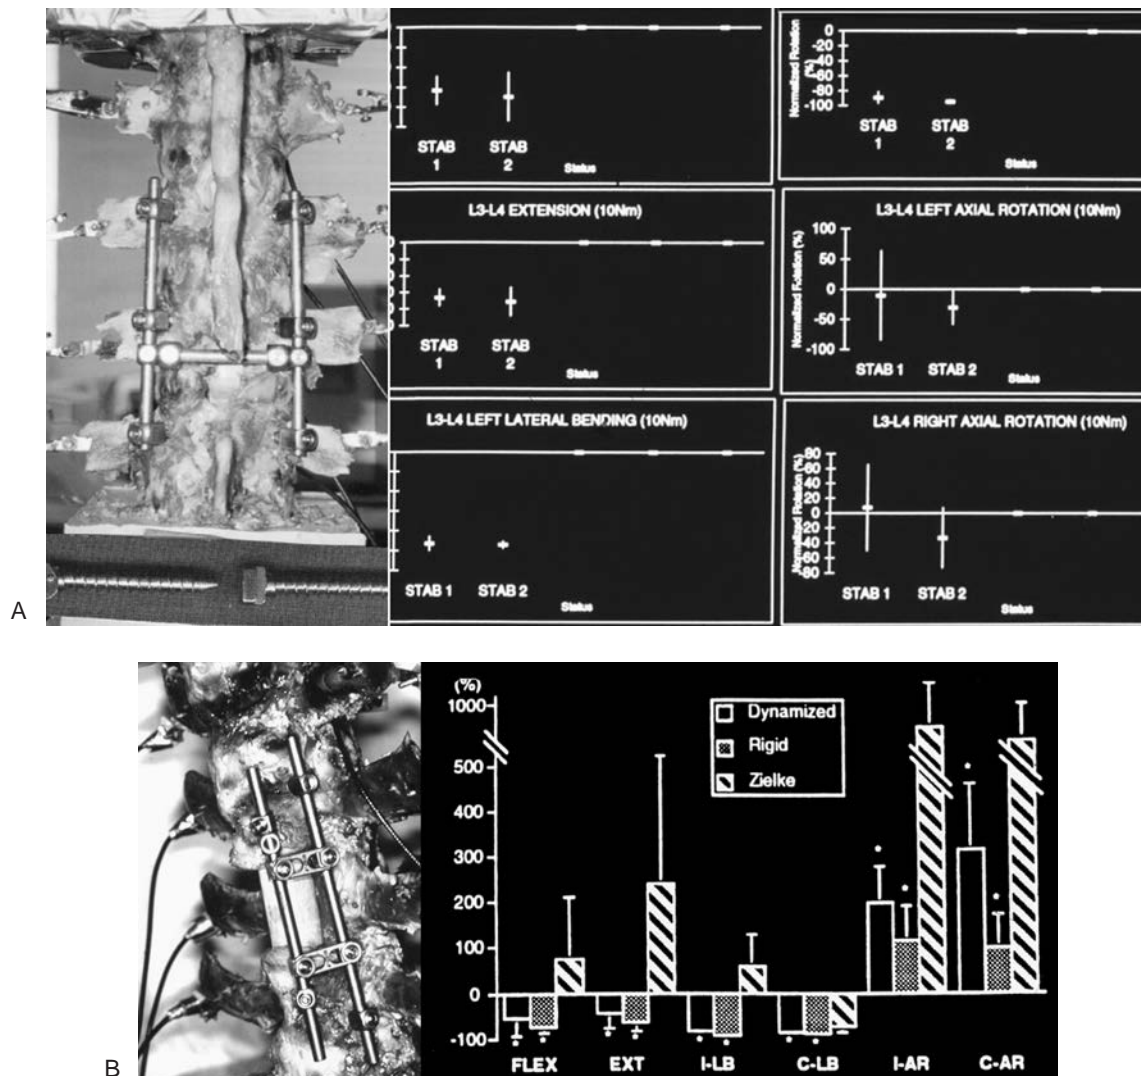 STAB
1
STAB
2
Status
0
-20
-40
-60
-80
-100
Normalized Rotation
(%)
STAB
1
STAB
2
Status
L3-L4 EXTENSION (10Nm)
STAB
1
STAB
2
Status
L3-L4 LEFT AXIAL ROTATION (10Nm)
100
50
0
-50
-100
Normalized Rotation (%)
STAB 1
STAB 2
Status
L3-L4 LEFT LATERAL BENDING (10Nm)
STAB 1
STAB 2
Status
L3-L4 RIGHT AXIAL ROTATION (10Nm)
80
60
40
20
0
-20
-40
-60
-80
Normalized Rotation (%)
STAB 1
STAB 2
Status
A
(%)
1000
500
400
300
200
100
0
-100
Dynamized
Rigid
Zielke
FLEX
EXT
I-LB
C-LB
I-AR
C-AR
B